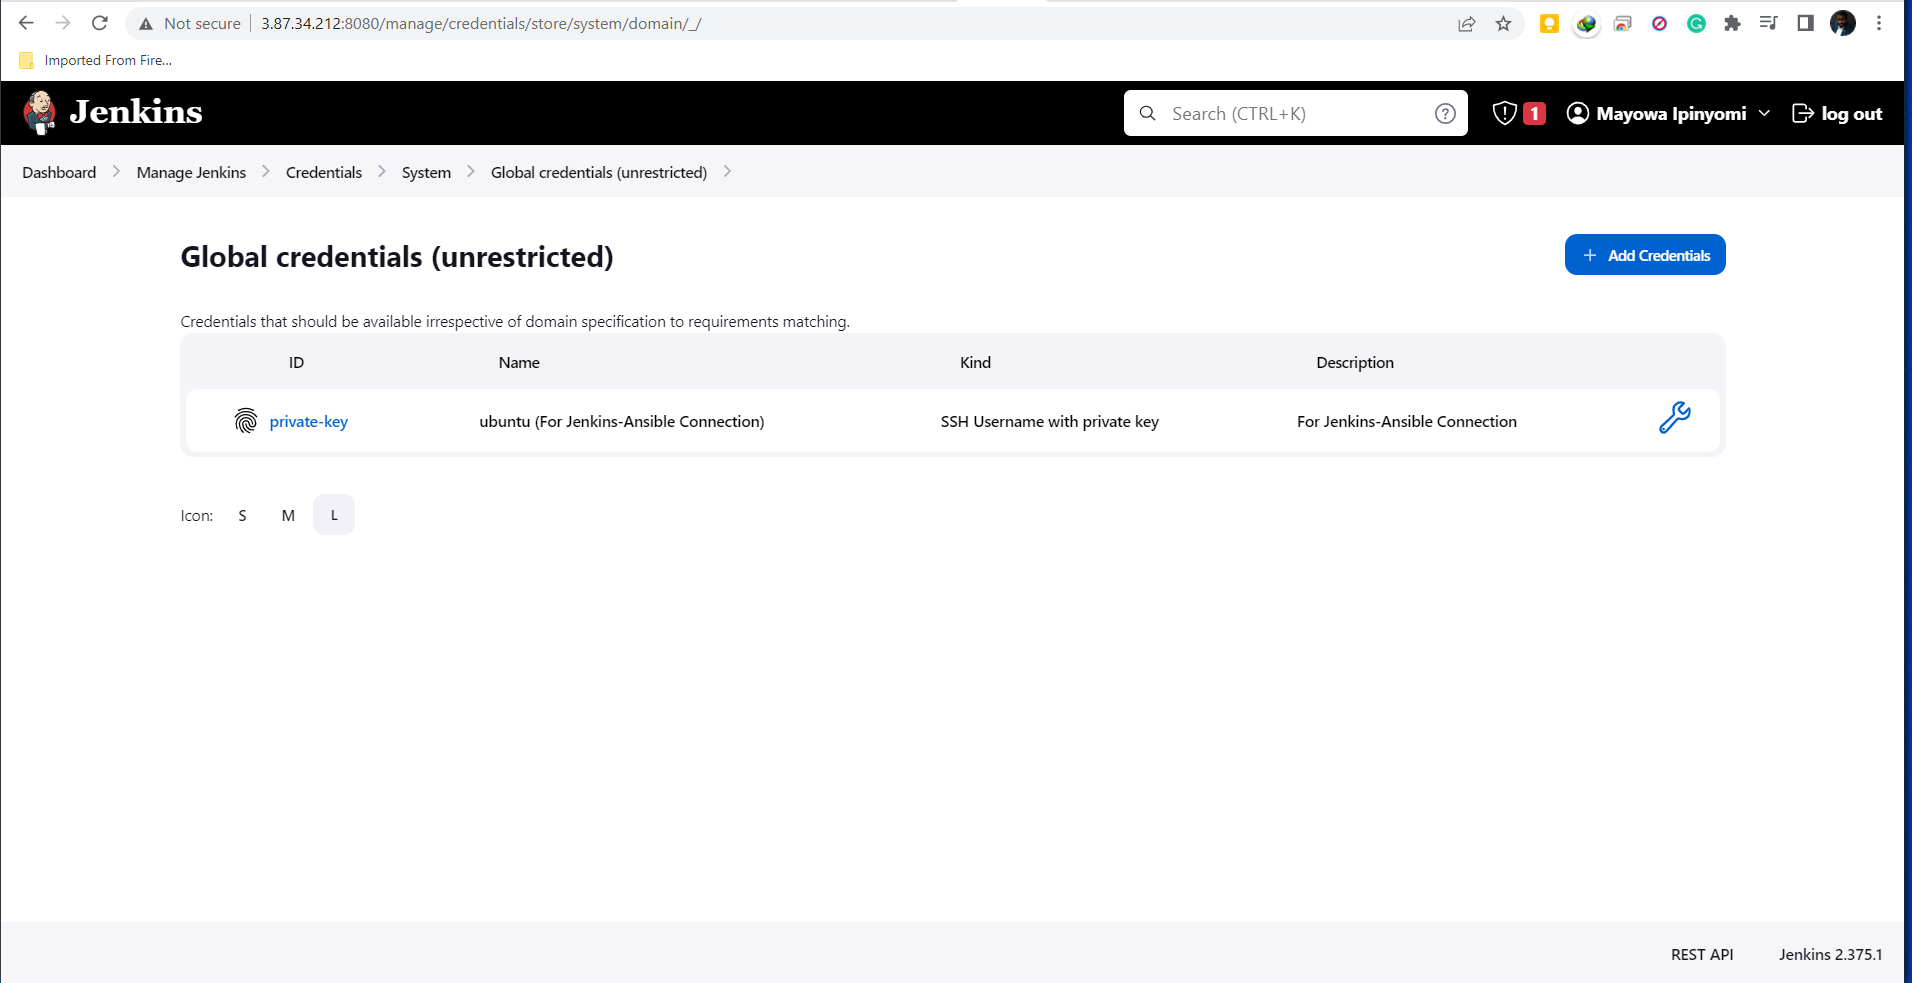 Not secure 3.87.34.212:8080/manage/credentials/store/system/domain/_/
Imported From Fire...
Jenkins Search (CTRL+K) ? 1 Mayowa Ipinyomi log out
Dashboard Manage Jenkins Credentials System Global credentials (unrestricted)
Global credentials (unrestricted) + Add Credentials
Credentials that should be available irrespective of domain specification to requirements matching.
ID Name Kind Description
private-key ubuntu (For Jenkins-Ansible Connection) SSH Username with private key For Jenkins-Ansible Connection
Icon: S M L
REST API Jenkins 2.375.1